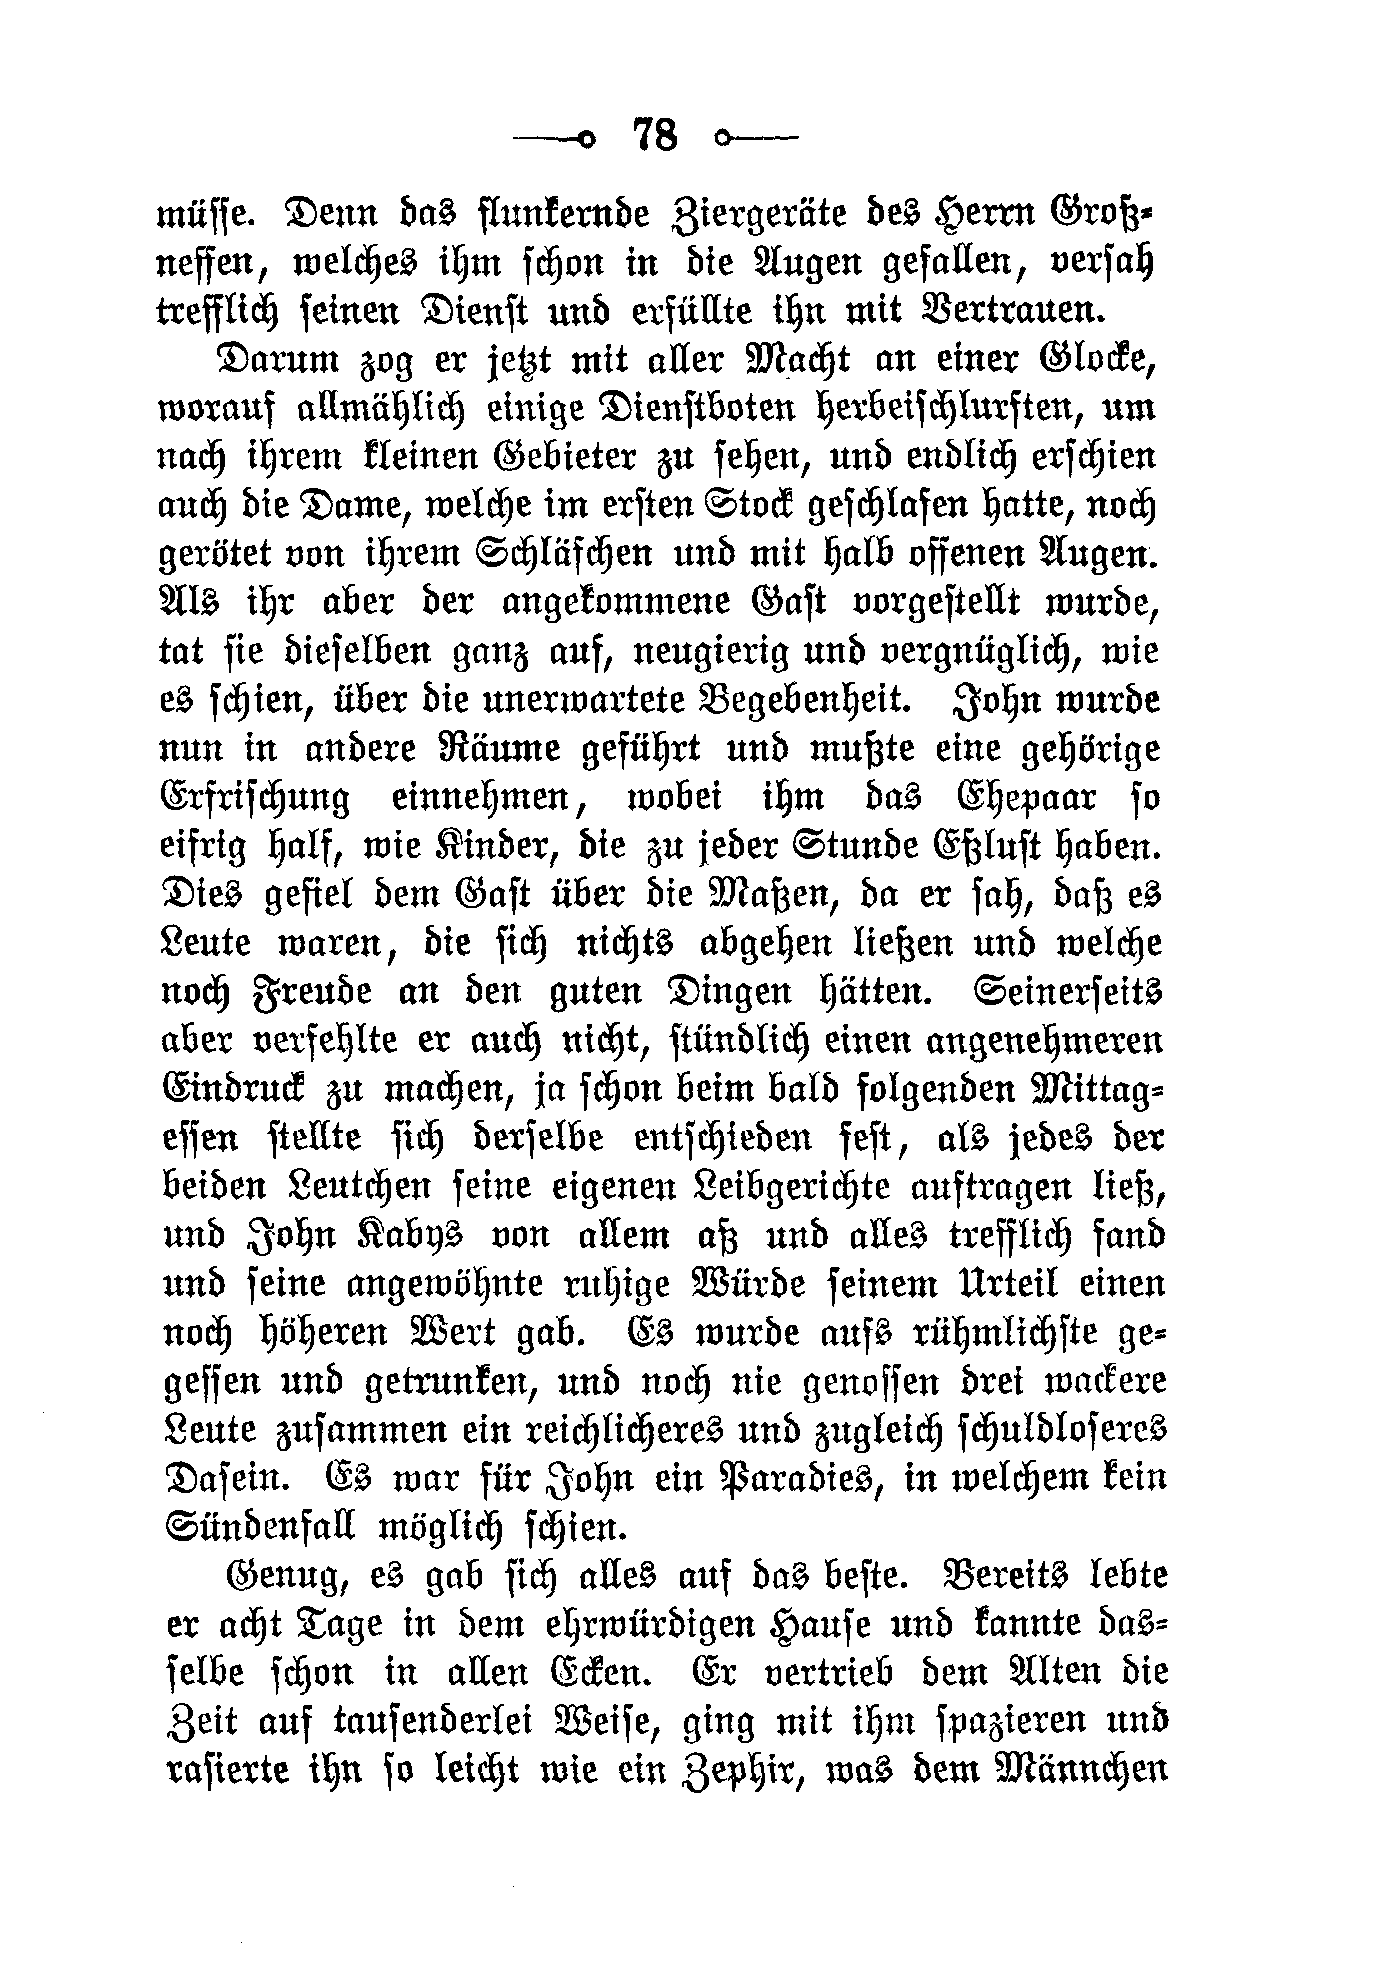 78
müsse. Denn das flunkernde Ziergeräte des Herrn Groß-
neffen, welches ihm schon in die Augen gefallen, versah
trefflich seinen Dienst und erfüllte ihn mit Vertrauen.
Darum zog er jetzt mit aller Macht an einer Glocke,
worauf allmählich einige Dienstboten herbeischlurften, um
nach ihrem kleinen Gebieter zu sehen, und endlich erschien
auch die Dame, welche im ersten Stock geschlafen hatte, noch
gerötet von ihrem Schläfchen und mit halb offenen Augen.
Als ihr aber der angekommene Gast vorgestellt wurde,
tat sie dieselben ganz auf, neugierig und vergnüglich, wie
es schien, über die unerwartete Begebenheit. John wurde
nun in andere Räume geführt und mußte eine gehörige
Erfrischung einnehmen, wobei ihm das Ehepaar so
eifrig half, wie Kinder, die zu jeder Stunde Eßlust haben.
Dies gefiel dem Gast über die Maßen, da er sah, daß es
Leute waren, die sich nichts abgehen ließen und welche
noch Freude an den guten Dingen hätten. Seinerseits
aber verfehlte er auch nicht, stündlich einen angenehmeren
Eindruck zu machen, ja schon beim bald folgenden Mittag-
essen stellte sich derselbe entschieden fest, als jedes der
beiden Leutchen seine eigenen Leibgerichte auftragen ließ,
und John Kabys von allem aß und alles trefflich fand
und seine angewöhnte ruhige Würde seinem Urteil einen
noch höheren Wert gab. Es wurde aufs rühmlichste ge-
gessen und getrunken, und noch nie genossen drei wackere
Leute zusammen ein reichlicheres und zugleich schuldloseres
Dasein. Es war für John ein Paradies, in welchem kein
Sündenfall möglich schien.
Genug, es gab sich alles auf das beste. Bereits lebte
er acht Tage in dem ehrwürdigen Hause und kannte das-
selbe schon in allen Ecken. Er vertrieb dem Alten die
Zeit auf tausenderlei Weise, ging mit ihm spazieren und
rasierte ihn so leicht wie ein Zephir, was dem Männchen